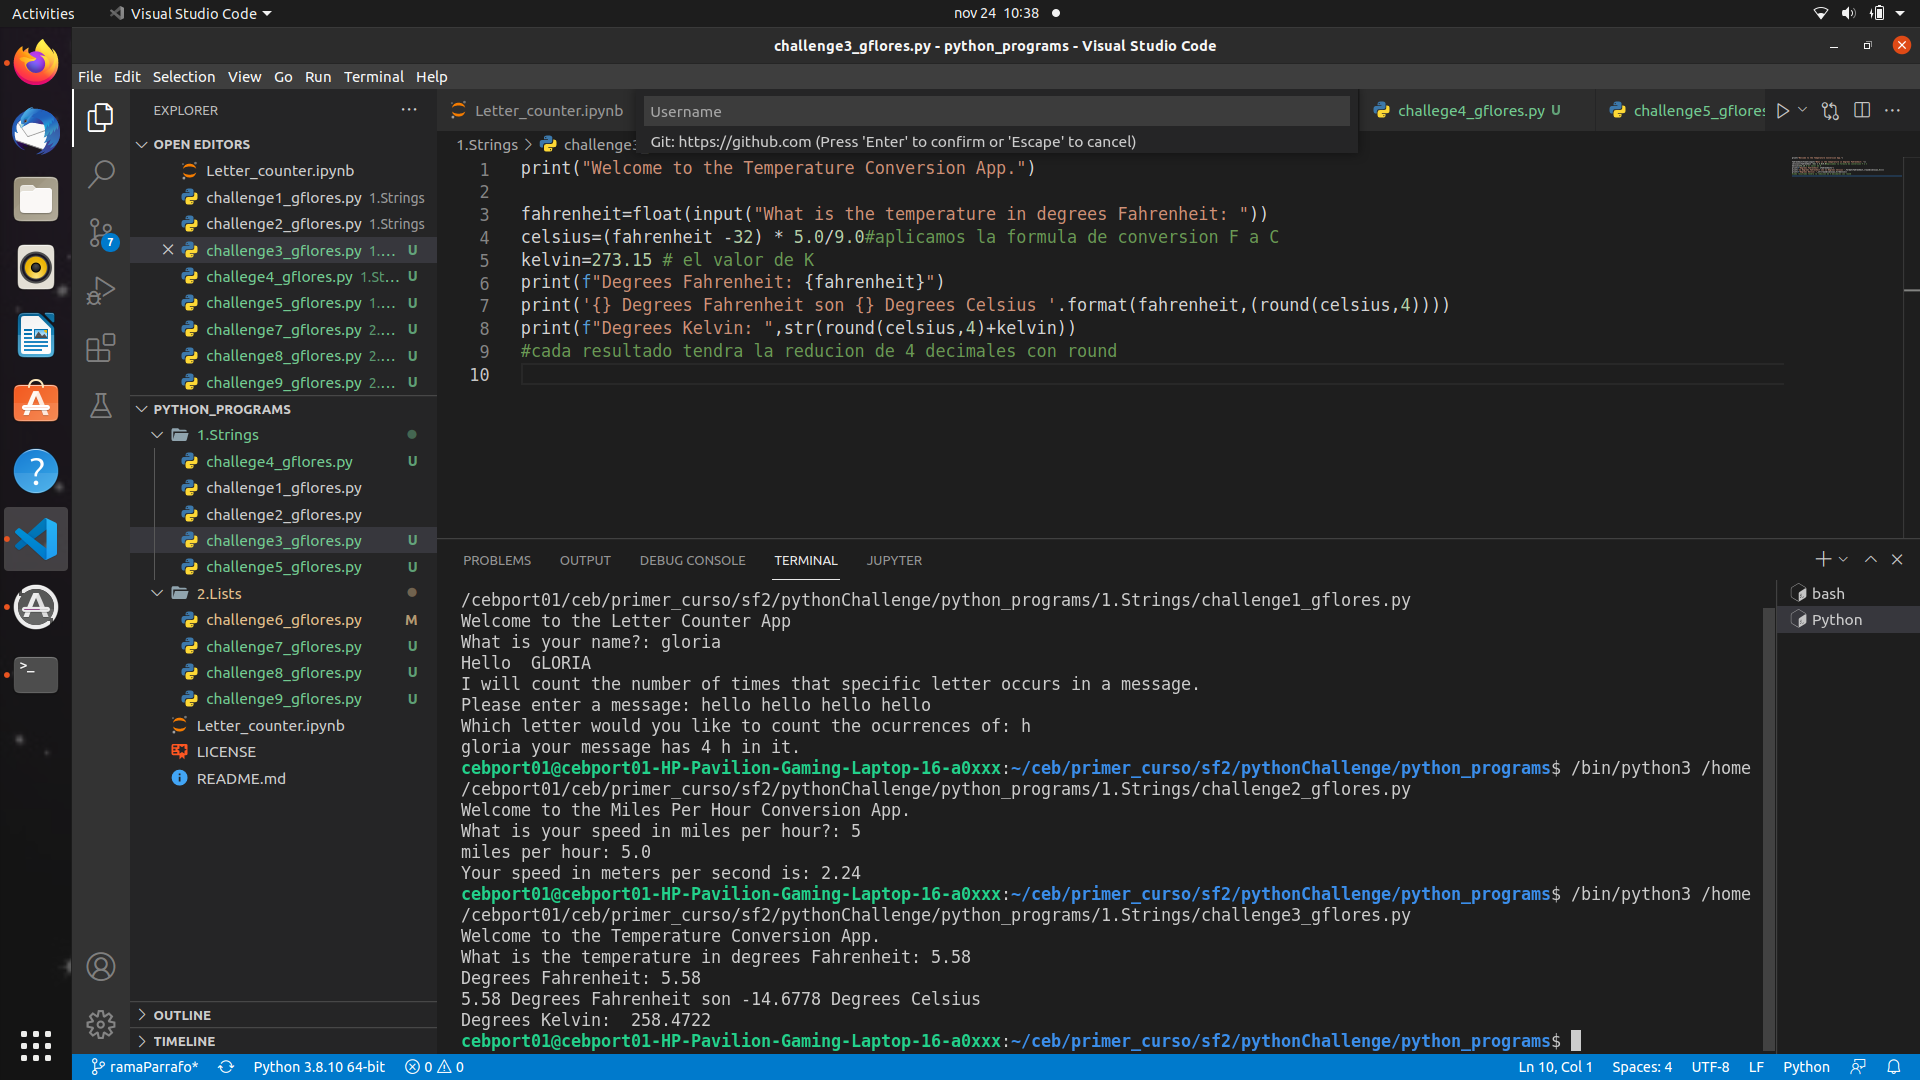 Activities
Visual Studio Code
nov 24 10:38
challenge3_gflores.py - python_programs - Visual Studio Code
File Edit Selection View Go Run Terminal Help
EXPLORER
OPEN EDITORS
Letter_counter.ipynb
challenge1_gflores.py 1.Strings
challenge2_gflores.py 1.Strings
challenge3_gflores.py 1.... U
challege4_gflores.py 1.St... U
challenge5_gflores.py 1.... U
challenge7_gflores.py 2.... U
challenge8_gflores.py 2.... U
challenge9_gflores.py 2.... U
7
PYTHON_PROGRAMS
1.Strings
challege4_gflores.py U
challenge1_gflores.py
challenge2_gflores.py
challenge3_gflores.py U
challenge5_gflores.py U
2.Lists
challenge6_gflores.py M
challenge7_gflores.py U
challenge8_gflores.py U
challenge9_gflores.py U
Letter_counter.ipynb
LICENSE
README.md
OUTLINE
TIMELINE
Letter_counter.ipynb
Username
Git: https://github.com (Press 'Enter' to confirm or 'Escape' to cancel)
challege4_gflores.py U
challenge5_gflores
1.Strings > challenge3
1 print("Welcome to the Temperature Conversion App.")
2
3 fahrenheit=float(input("What is the temperature in degrees Fahrenheit: "))
4 celsius=(fahrenheit -32) * 5.0/9.0#aplicamos la formula de conversion F a C
5 kelvin=273.15 # el valor de K
6 print(f"Degrees Fahrenheit: {fahrenheit}")
7 print('{} Degrees Fahrenheit son {} Degrees Celsius '.format(fahrenheit,(round(celsius,4))))
8 print(f"Degrees Kelvin: ",str(round(celsius,4)+kelvin))
9 #cada resultado tendra la reducion de 4 decimales con round
10
PROBLEMS OUTPUT DEBUG CONSOLE TERMINAL JUPYTER
bash
Python
/cebport01/ceb/primer_curso/sf2/pythonChallenge/python_programs/1.Strings/challenge1_gflores.py
Welcome to the Letter Counter App
What is your name?: gloria
Hello  GLORIA
I will count the number of times that specific letter occurs in a message.
Please enter a message: hello hello hello hello
Which letter would you like to count the ocurrences of: h
gloria your message has 4 h in it.
cebport01@cebport01-HP-Pavilion-Gaming-Laptop-16-a0xxx:~/ceb/primer_curso/sf2/pythonChallenge/python_programs$ /bin/python3 /home
/cebport01/ceb/primer_curso/sf2/pythonChallenge/python_programs/1.Strings/challenge2_gflores.py
Welcome to the Miles Per Hour Conversion App.
What is your speed in miles per hour?: 5
miles per hour: 5.0
Your speed in meters per second is: 2.24
cebport01@cebport01-HP-Pavilion-Gaming-Laptop-16-a0xxx:~/ceb/primer_curso/sf2/pythonChallenge/python_programs$ /bin/python3 /home
/cebport01/ceb/primer_curso/sf2/pythonChallenge/python_programs/1.Strings/challenge3_gflores.py
Welcome to the Temperature Conversion App.
What is the temperature in degrees Fahrenheit: 5.58
Degrees Fahrenheit: 5.58
5.58 Degrees Fahrenheit son -14.6778 Degrees Celsius
Degrees Kelvin:  258.4722
cebport01@cebport01-HP-Pavilion-Gaming-Laptop-16-a0xxx:~/ceb/primer_curso/sf2/pythonChallenge/python_programs$
ramaParrafo* Python 3.8.10 64-bit 0 0 Ln 10, Col 1 Spaces: 4 UTF-8 LF Python